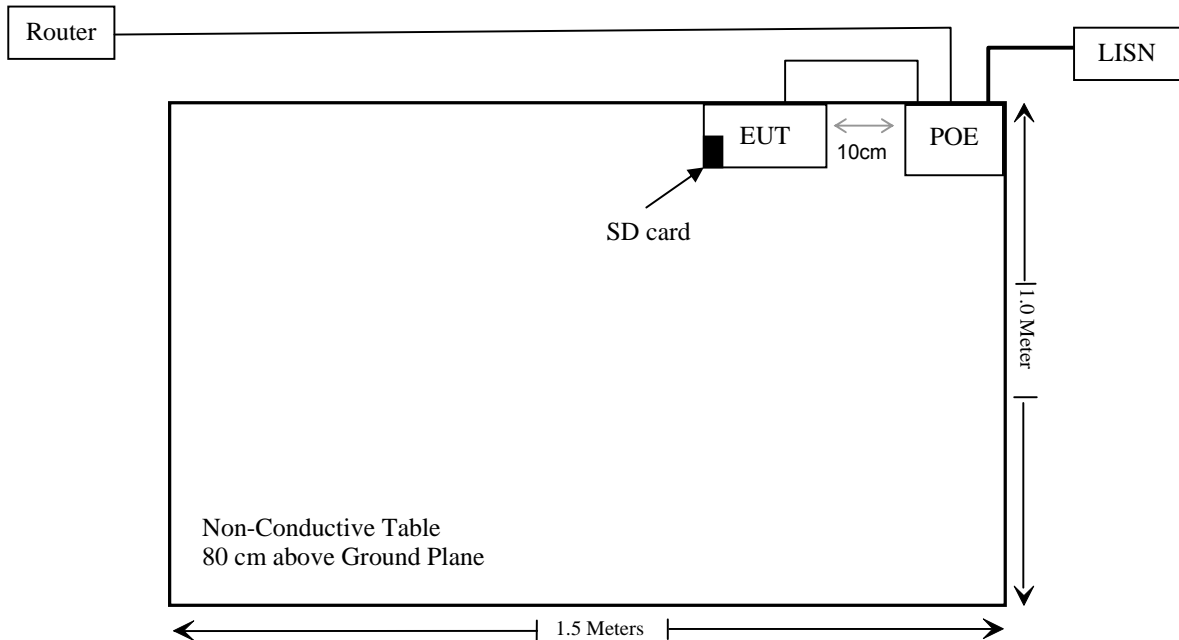 Router
LISN
EUT
POE
10cm
SD card
1.0 Meter
Non-Conductive Table
80 cm above Ground Plane
1.5 Meters